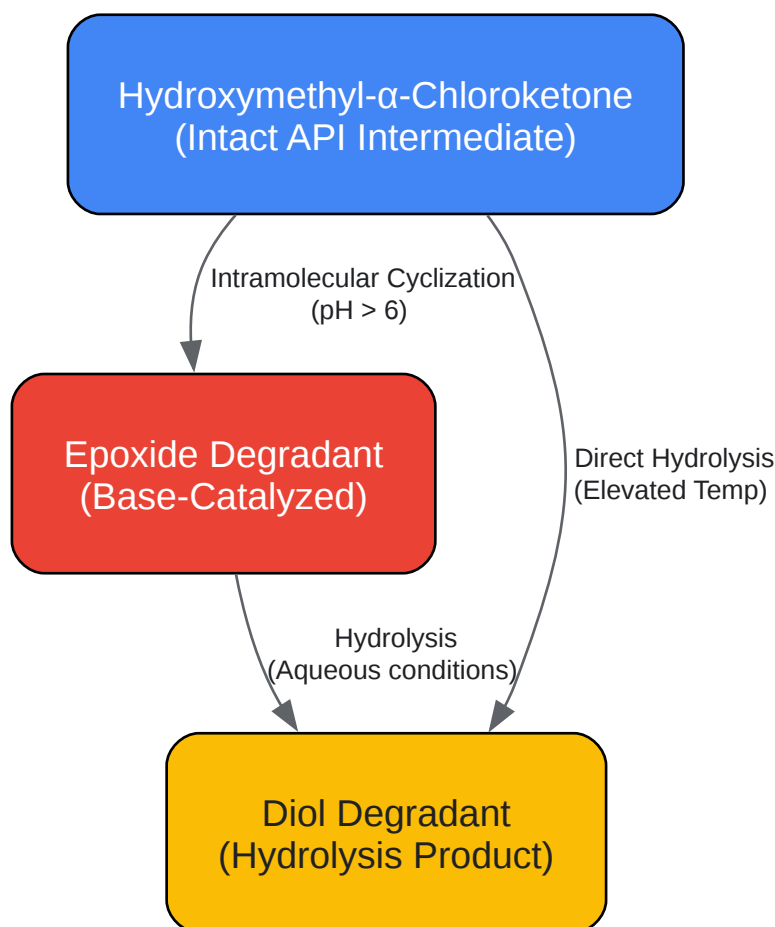 Hydroxymethyl-α-Chloroketone
(Intact API Intermediate)
Intramolecular Cyclization
(pH > 6)
Epoxide Degradant
(Base-Catalyzed)
Direct Hydrolysis
(Elevated Temp)
Hydrolysis
(Aqueous conditions)
Diol Degradant
(Hydrolysis Product)